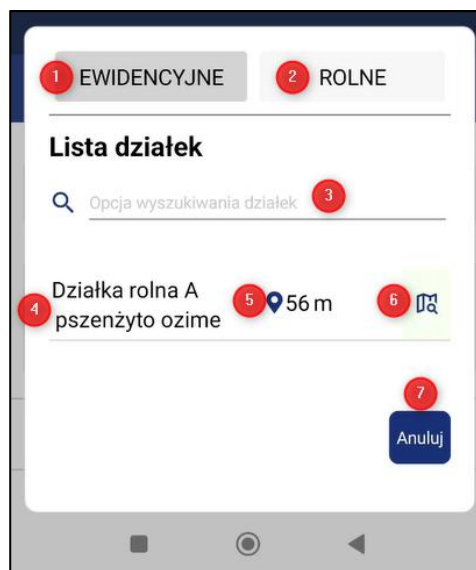 1 EWIDENCYJNE 2 ROLNE
Lista działek
Opcja wyszukiwania działek 3
4 Działka rolna A
pszenżyto ozime
5 56 m 6
7
Anuluj